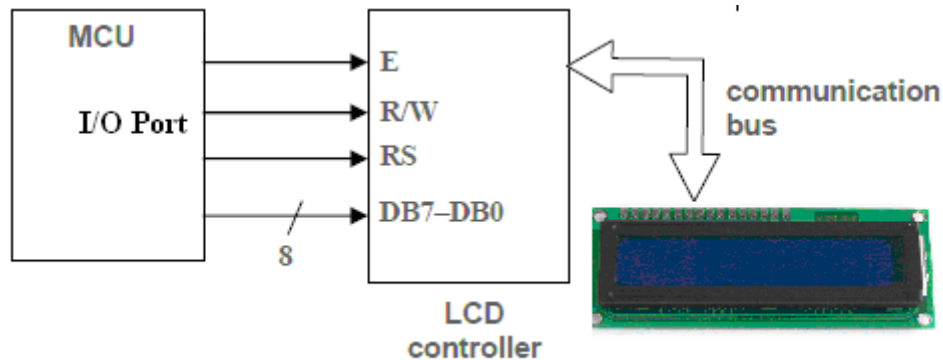 MCU
I/O Port
E
R/W
RS
DB7–DB0
8
LCD
controller
communication
bus